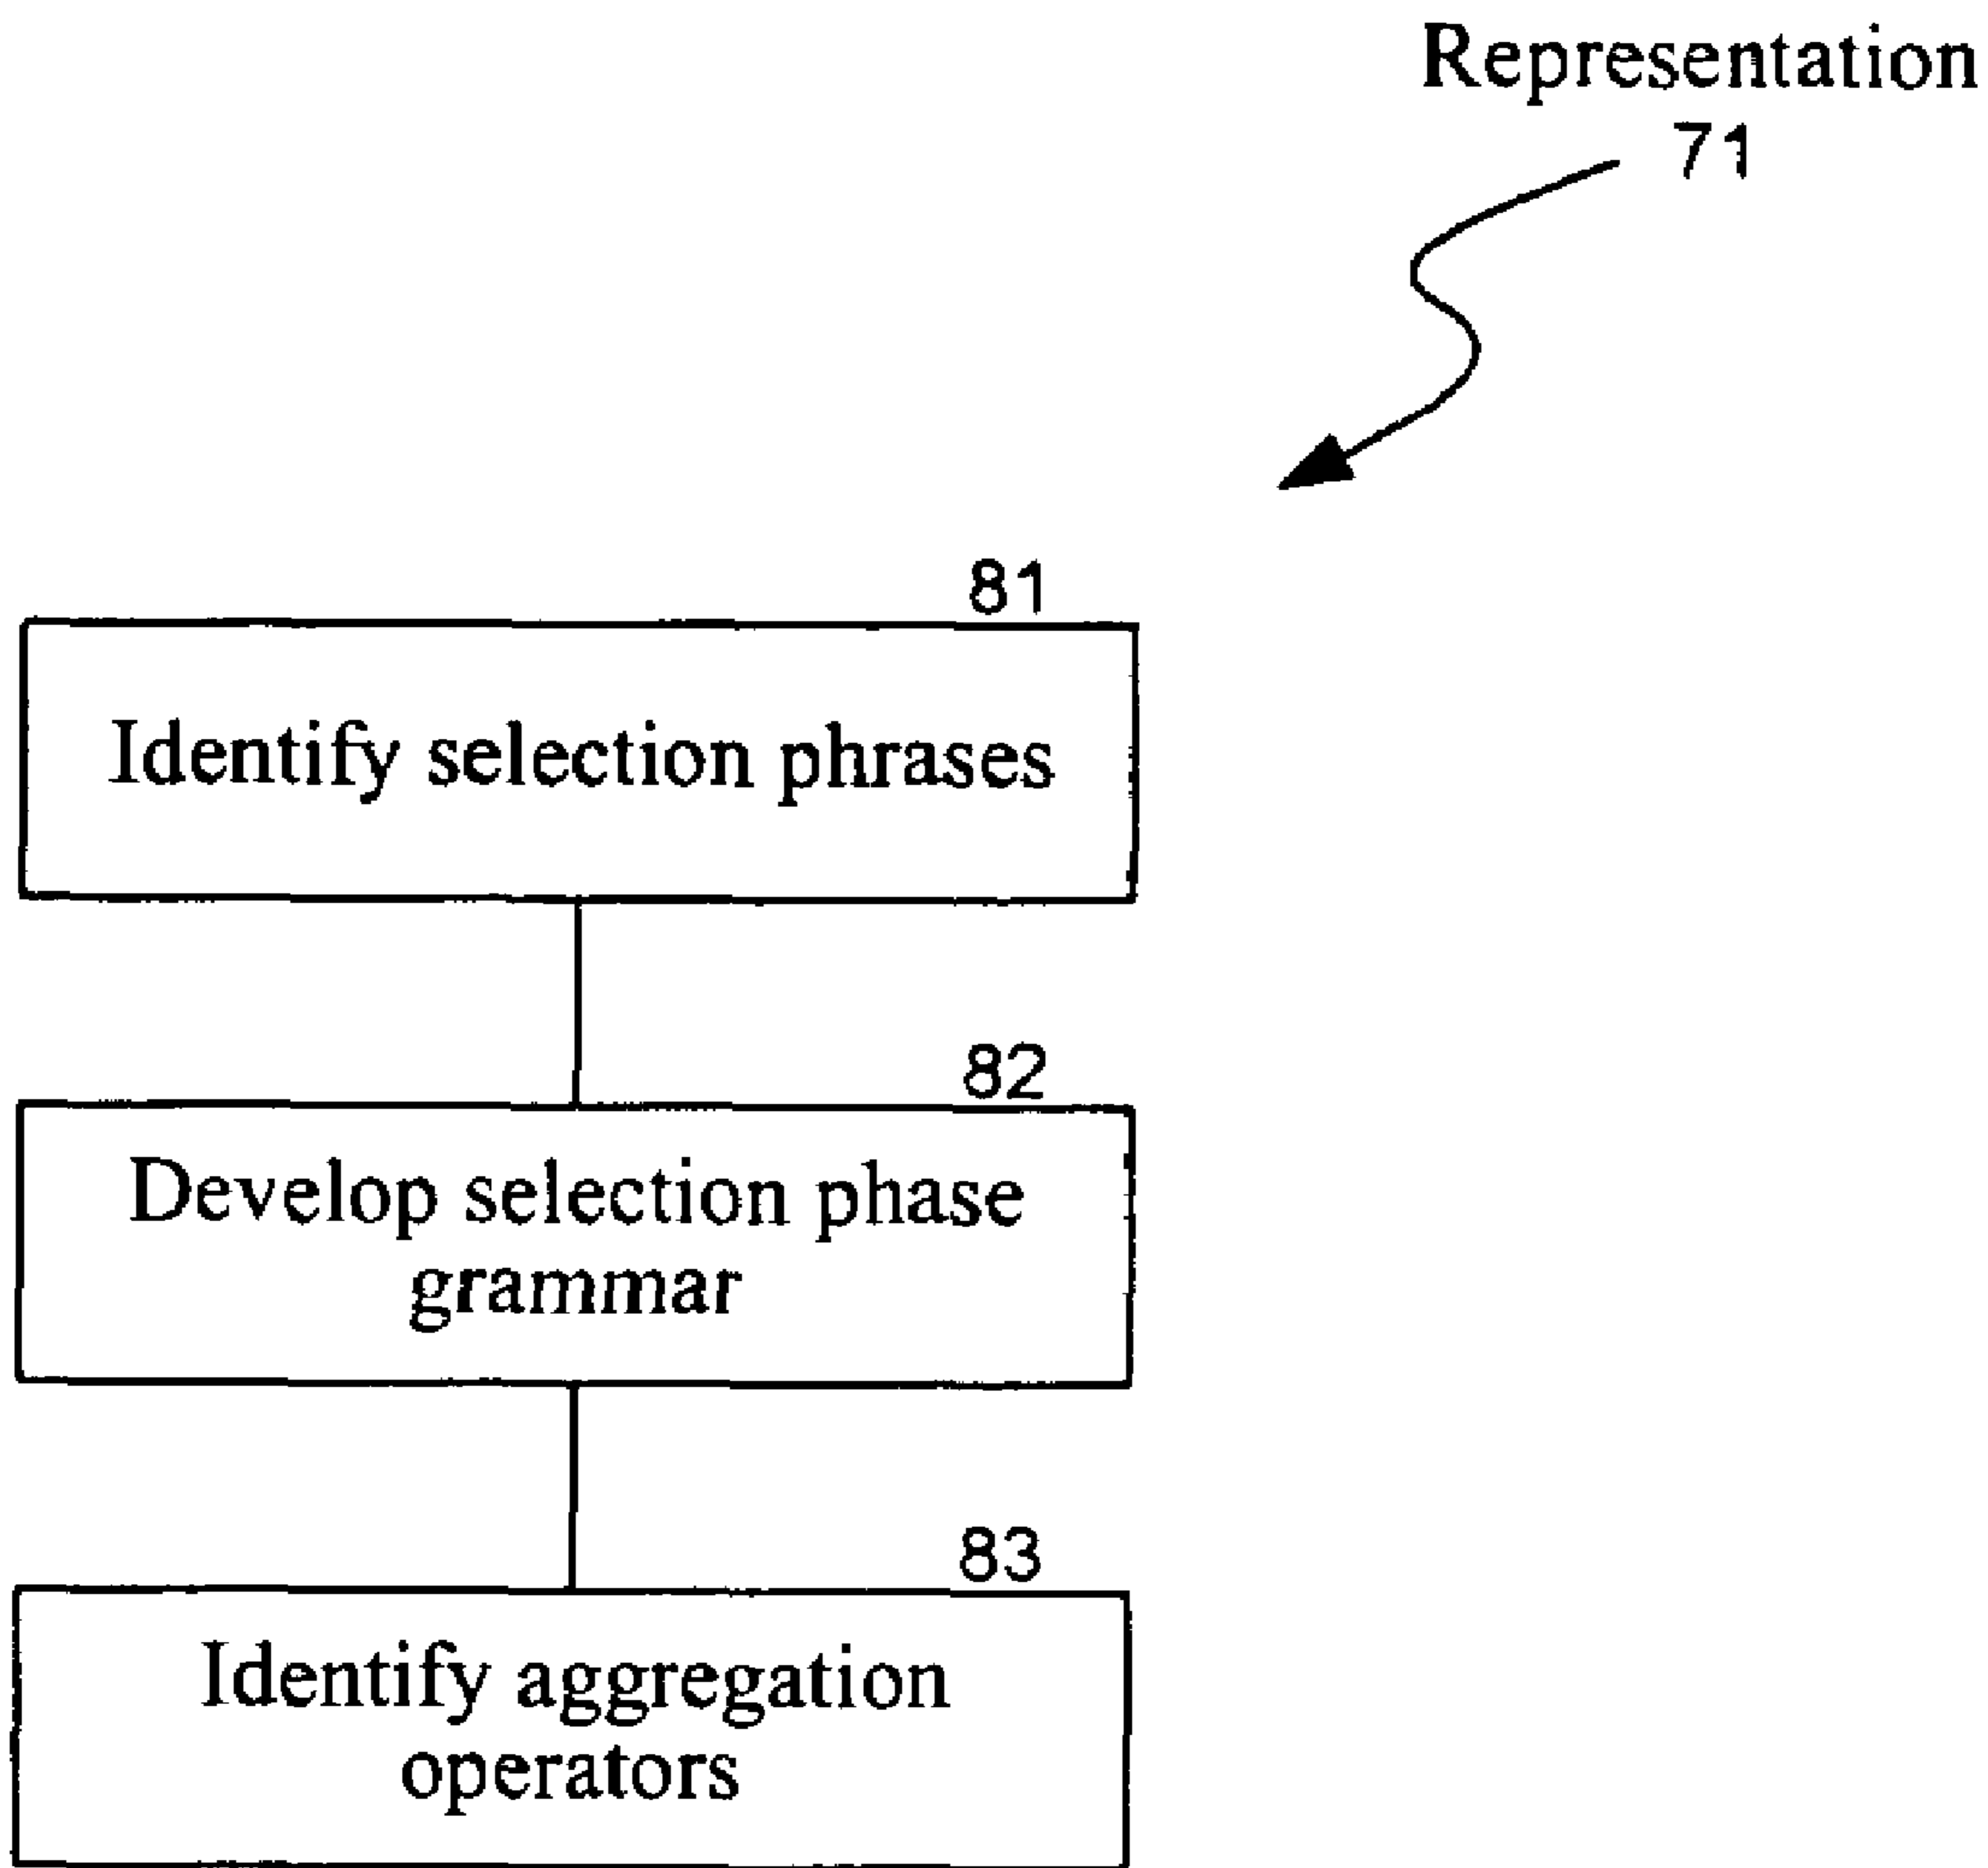 Representation
71
81
Identify selection phrases
82
Develop selection phase
grammar
83
Identify aggregation
operators